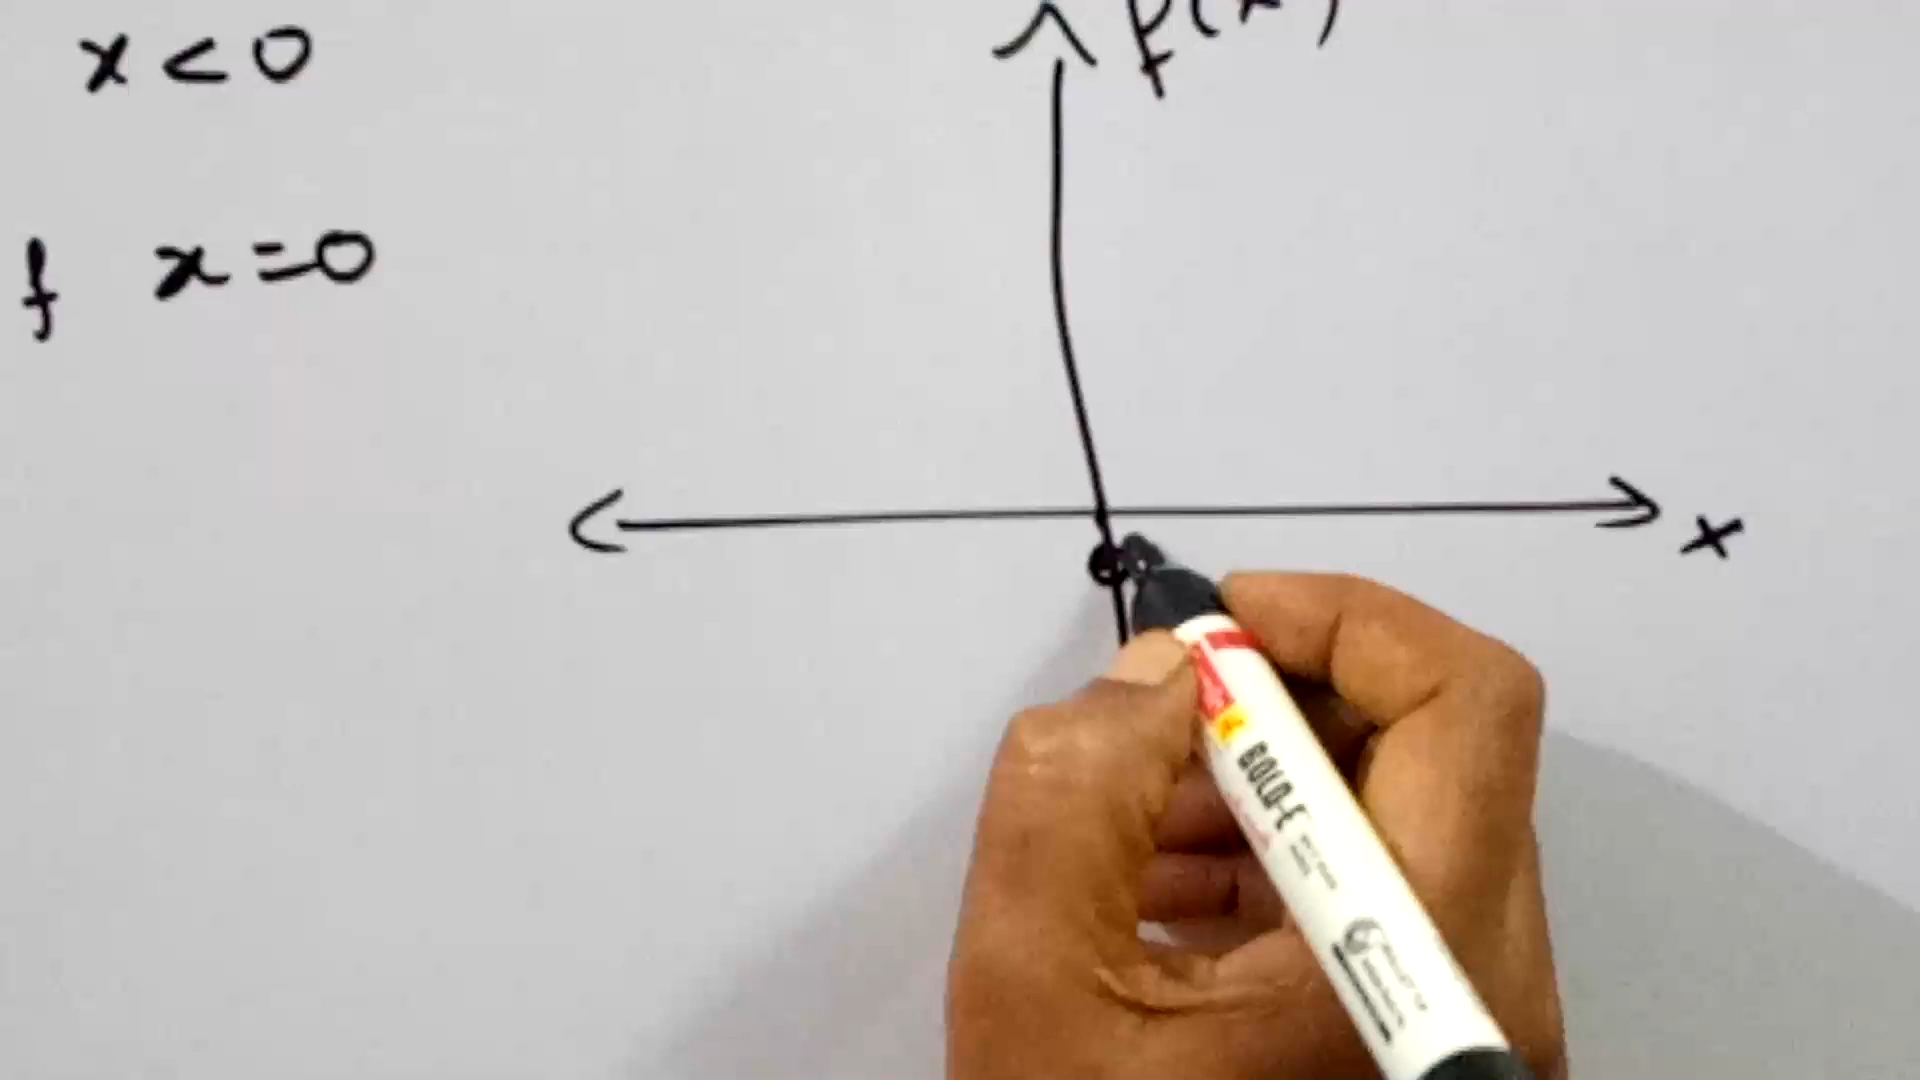 x < 0
f x = 0
f(x)
x
BOLD-E